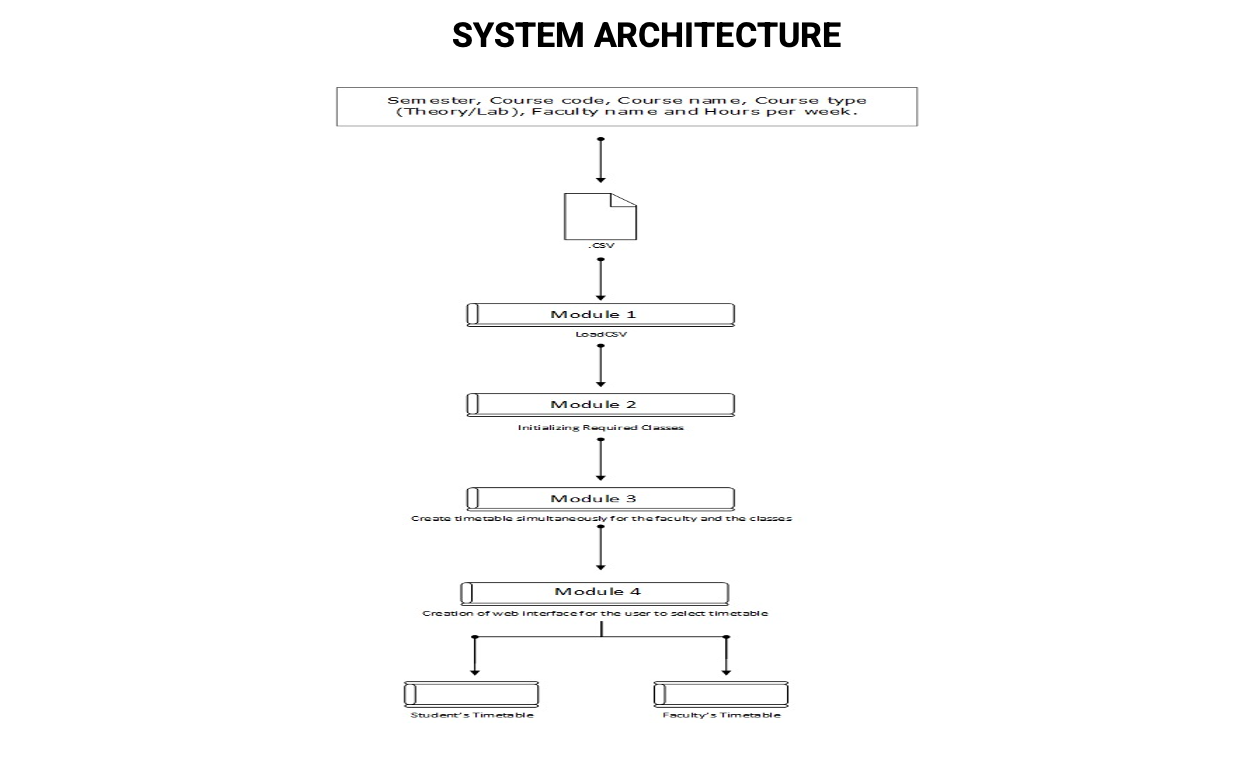 SYSTEM ARCHITECTURE
Semester, Course code, Course name, Course type
(Theory/Lab), Faculty name and Hours per week.
.CSV
Module 1
LoadCSV
Module 2
Initializing Required Classes
Module 3
Create timetable simultaneously for the faculty and the classes
Module 4
Creation of web interface for the user to select timetable
Student's Timetable
Faculty's Timetable